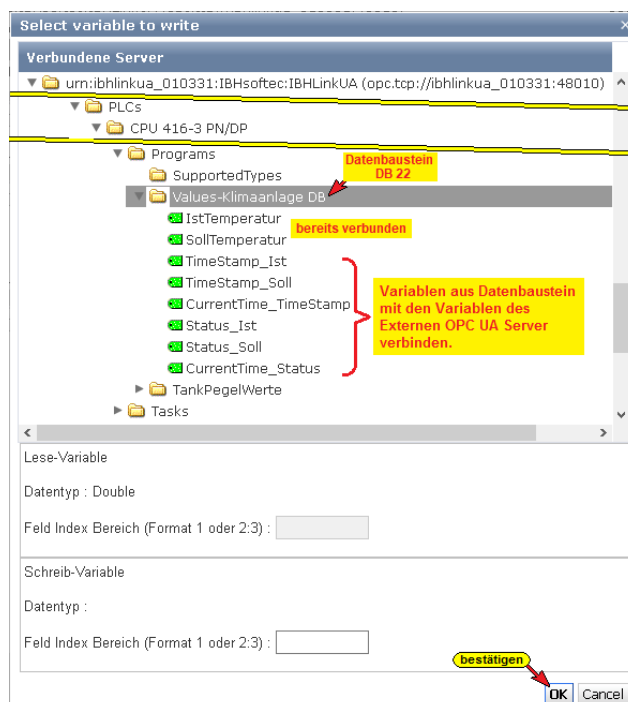 Select variable to write
Verbundene Server
urn:ibhlinkua_010331:IBHsoftec:IBHLinkUA (opc.tcp://ibhlinkua_010331:48010)
PLCs
CPU 416-3 PN/DP
Programs
SupportedTypes
Datenbaustein
DB 22
Values-Klimaanlage DB
IstTemperatur
bereits verbunden
SollTemperatur
TimeStamp_Ist
TimeStamp_Soll
CurrentTime_TimeStamp
Status_Ist
Status_Soll
CurrentTime_Status
Variablen aus Datenbaustein
mit den Variablen des
Externen OPC UA Server
verbinden.
TankPegelWerte
Tasks
Lese-Variable
Datentyp : Double
Feld Index Bereich (Format 1 oder 2:3) :
Schreib-Variable
Datentyp :
Feld Index Bereich (Format 1 oder 2:3) :
bestätigen
OK Cancel